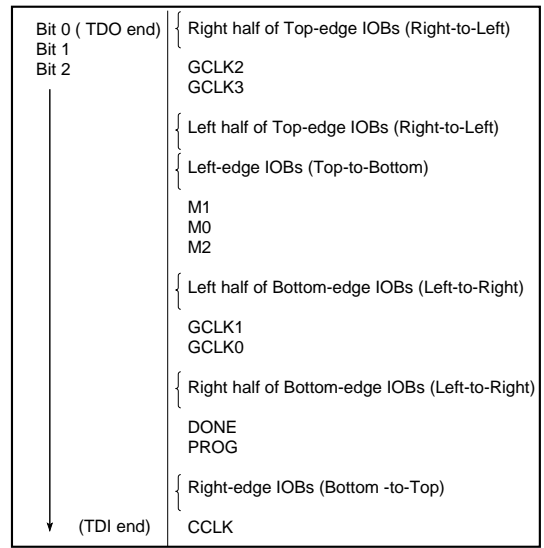 Bit 0 ( TDO end)
Bit 1
Bit 2
Right half of Top-edge IOBs (Right-to-Left)
GCLK2
GCLK3
Left half of Top-edge IOBs (Right-to-Left)
Left-edge IOBs (Top-to-Bottom)
M1
M0
M2
Left half of Bottom-edge IOBs (Left-to-Right)
GCLK1
GCLK0
Right half of Bottom-edge IOBs (Left-to-Right)
DONE
PROG
Right-edge IOBs (Bottom -to-Top)
(TDI end)
CCLK